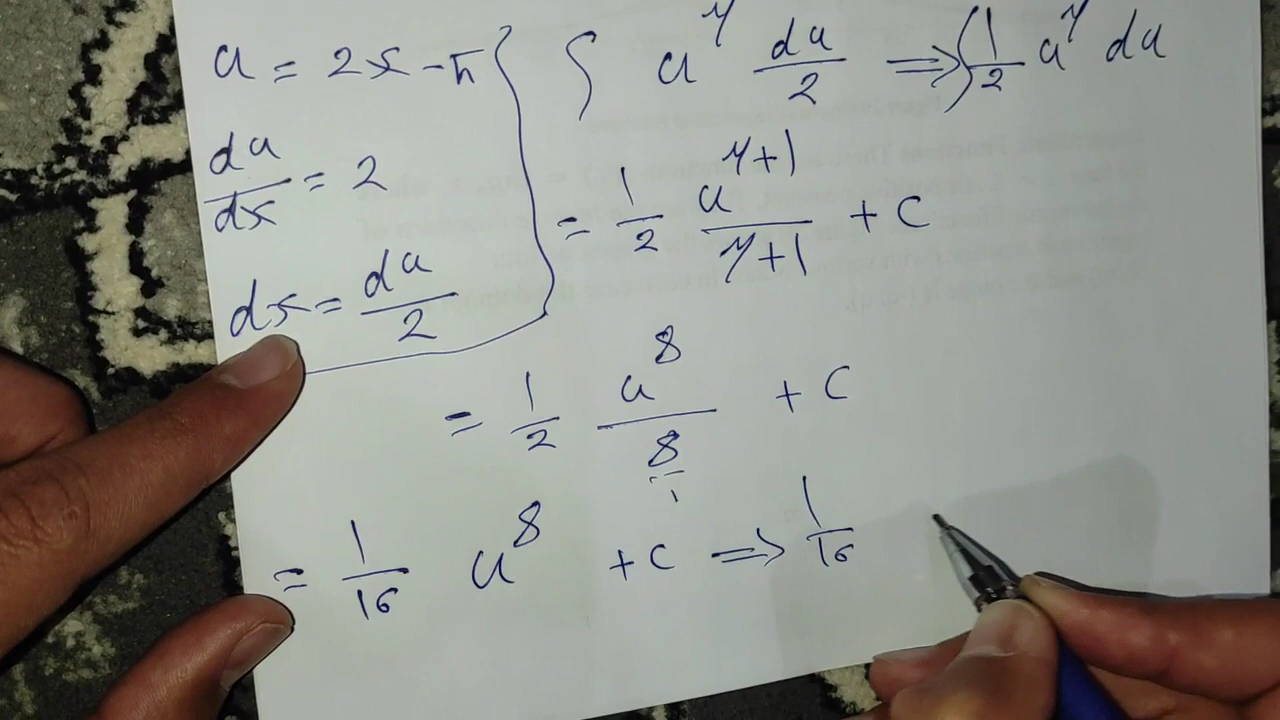 u = 2x - π
∫ u^7 du/2 ⇒ ∫ 1/2 u^7 du
du/dx = 2
= 1/2 u^(7+1)/(7+1) + C
dx = du/2
= 1/2 u^8/8 + C
= 1/16 u^8 + C ⇒ 1/16